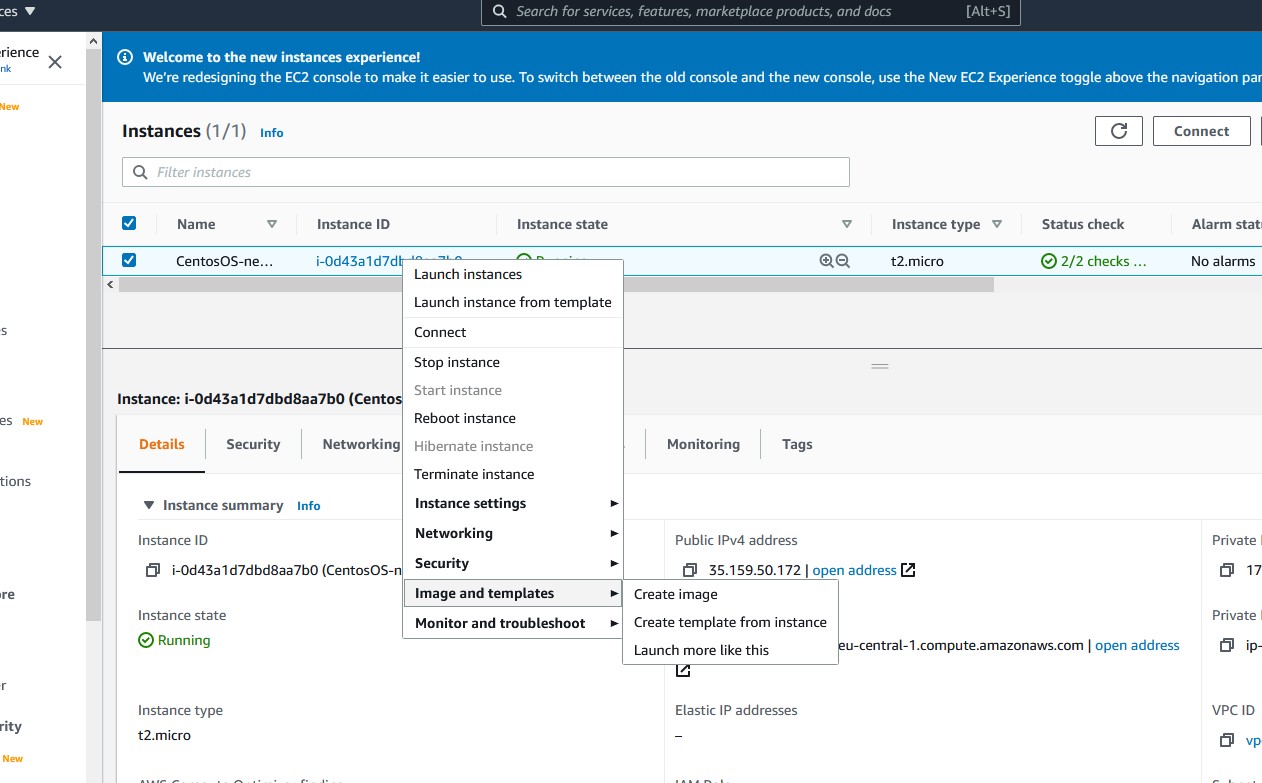 ces ▼
Search for services, features, marketplace products, and docs [Alt+S]
erience
nk
New
Welcome to the new instances experience!
We're redesigning the EC2 console to make it easier to use. To switch between the old console and the new console, use the New EC2 Experience toggle above the navigation pan
Instances (1/1) Info
Connect
Filter instances
Name Instance ID Instance state Instance type Status check Alarm statu
CentosOS-ne... i-0d43a1d7dbd8aa7b0 Running t2.micro 2/2 checks ... No alarms
Launch instances
Launch instance from template
Connect
Stop instance
Start instance
Reboot instance
Hibernate instance
Terminate instance
Instance settings
Networking
Security
Image and templates
Monitor and troubleshoot
Create image
Create template from instance
Launch more like this
s
es New
tions
re
r
rity
New
Instance: i-0d43a1d7dbd8aa7b0 (Centos
Details Security Networking Monitoring Tags
Instance summary Info
Instance ID
i-0d43a1d7dbd8aa7b0 (CentosOS-n
Public IPv4 address
35.159.50.172 | open address
Private I
17
Instance state
Running
eu-central-1.compute.amazonaws.com | open address
Private I
ip-
Instance type
t2.micro
Elastic IP addresses
–
VPC ID
vp